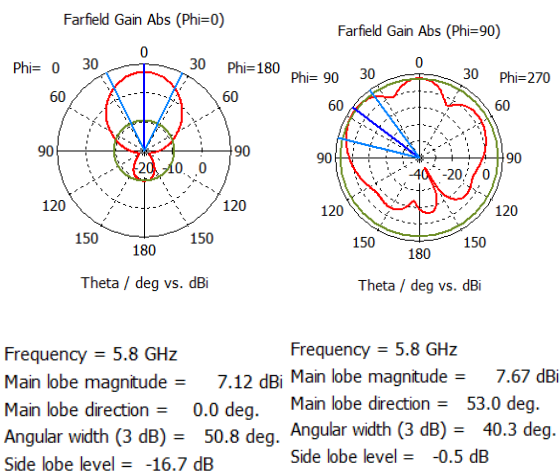 Farfield Gain Abs (Phi=0)
0
Phi= 0 30 30 Phi=180
60 60
90 -20 -10 0 90
120 120
150 150
180
Theta / deg vs. dBi
Frequency = 5.8 GHz
Main lobe magnitude = 7.12 dBi
Main lobe direction = 0.0 deg.
Angular width (3 dB) = 50.8 deg.
Side lobe level = -16.7 dB
Farfield Gain Abs (Phi=90)
0
Phi= 90 30 30 Phi=270
60 60
90 -40 -20 0 90
120 120
150 150
180
Theta / deg vs. dBi
Frequency = 5.8 GHz
Main lobe magnitude = 7.67 dBi
Main lobe direction = 53.0 deg.
Angular width (3 dB) = 40.3 deg.
Side lobe level = -0.5 dB